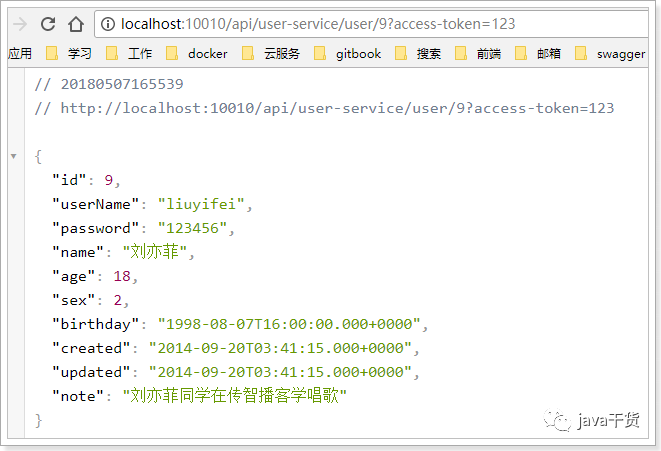 localhost:10010/api/user-service/user/9?access-token=123
应用 学习 工作 docker 云服务 gitbook 搜索 前端 邮箱 swagger
// 20180507165539
// http://localhost:10010/api/user-service/user/9?access-token=123
{
"id": 9,
"userName": "liuyifei",
"password": "123456",
"name": "刘亦菲",
"age": 18,
"sex": 2,
"birthday": "1998-08-07T16:00:00.000+0000",
"created": "2014-09-20T03:41:15.000+0000",
"updated": "2014-09-20T03:41:15.000+0000",
"note": "刘亦菲同学在传智播客学唱歌"
}
java干货